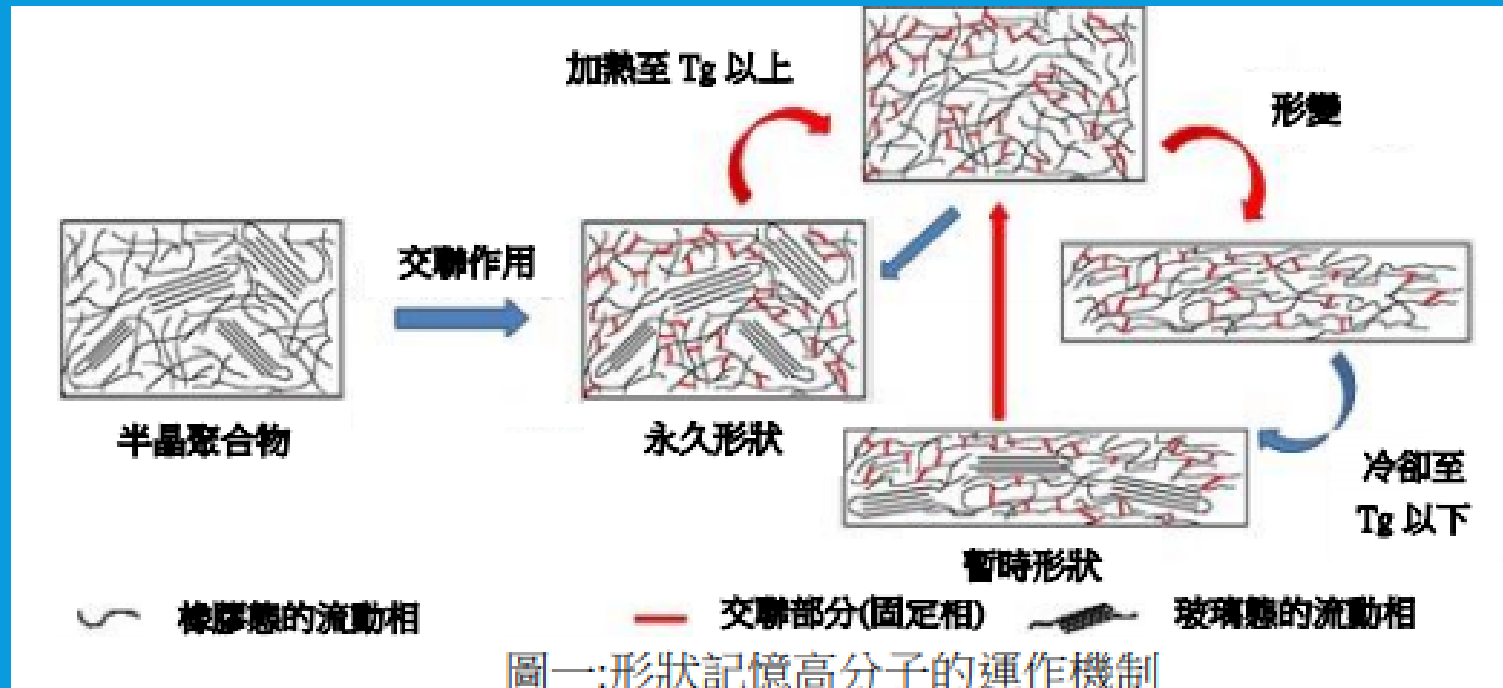 加熱至 Tg 以上
形變
交聯作用
半晶聚合物
永久形狀
冷卻至
Tg 以下
暫時形狀
橡膠態的流動相
交聯部分(固定相)
玻璃態的流動相
圖一:形狀記憶高分子的運作機制